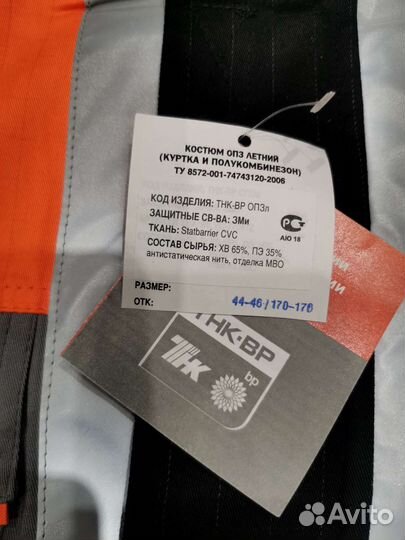 КОСТЮМ ОПЗ ЛЕТНИЙ
(КУРТКА И ПОЛУКОМБИНЕЗОН)
ТУ 8572-001-74743120-2006
КОД ИЗДЕЛИЯ: ТНК-ВР ОПЗл
ЗАЩИТНЫЕ СВ-ВА: ЗМи
ТКАНЬ: Statbarrier CVC
СОСТАВ СЫРЬЯ: ХВ 65%, ПЭ 35%
антистатическая нить, отделка МВО
АЮ 18
РАЗМЕР:
ОТК:
44-46/170-176
ТНК-ВР
ТНК
bp
Avito